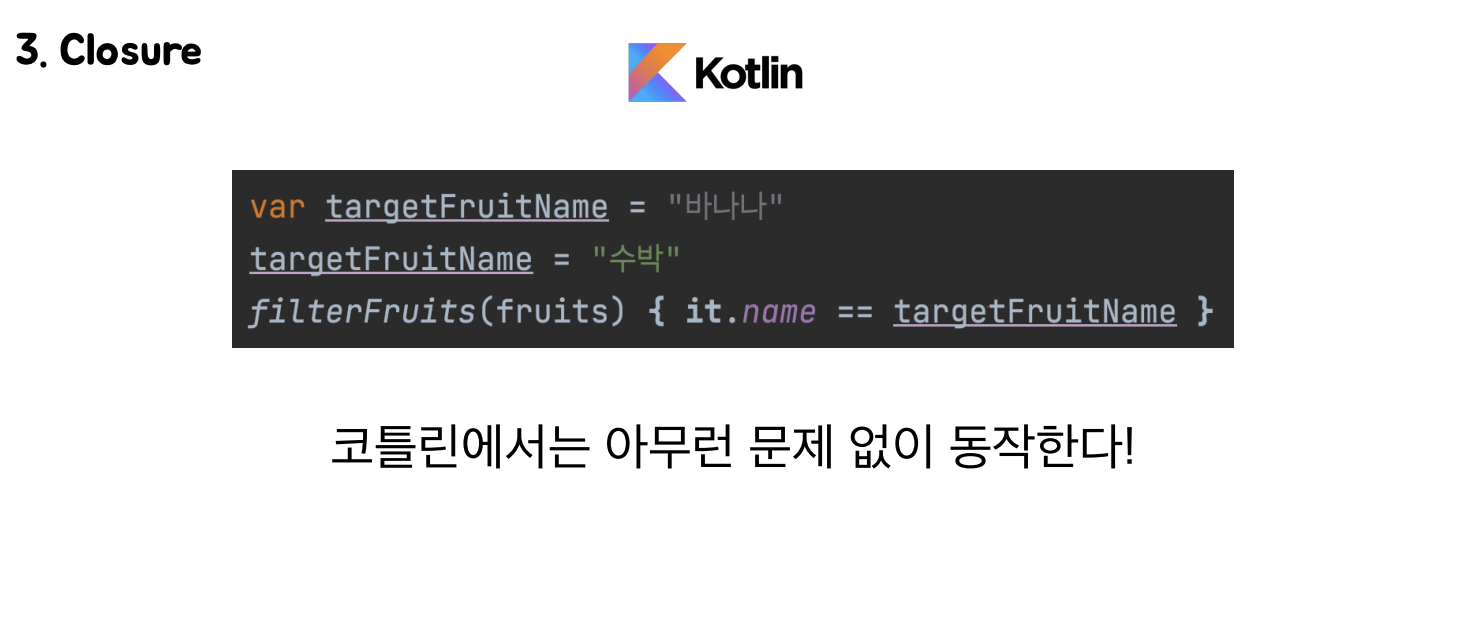 3. Closure
Kotlin
var targetFruitName = "바나나"
targetFruitName = "수박"
filterFruits(fruits) { it.name == targetFruitName }
코틀린에서는 아무런 문제 없이 동작한다!